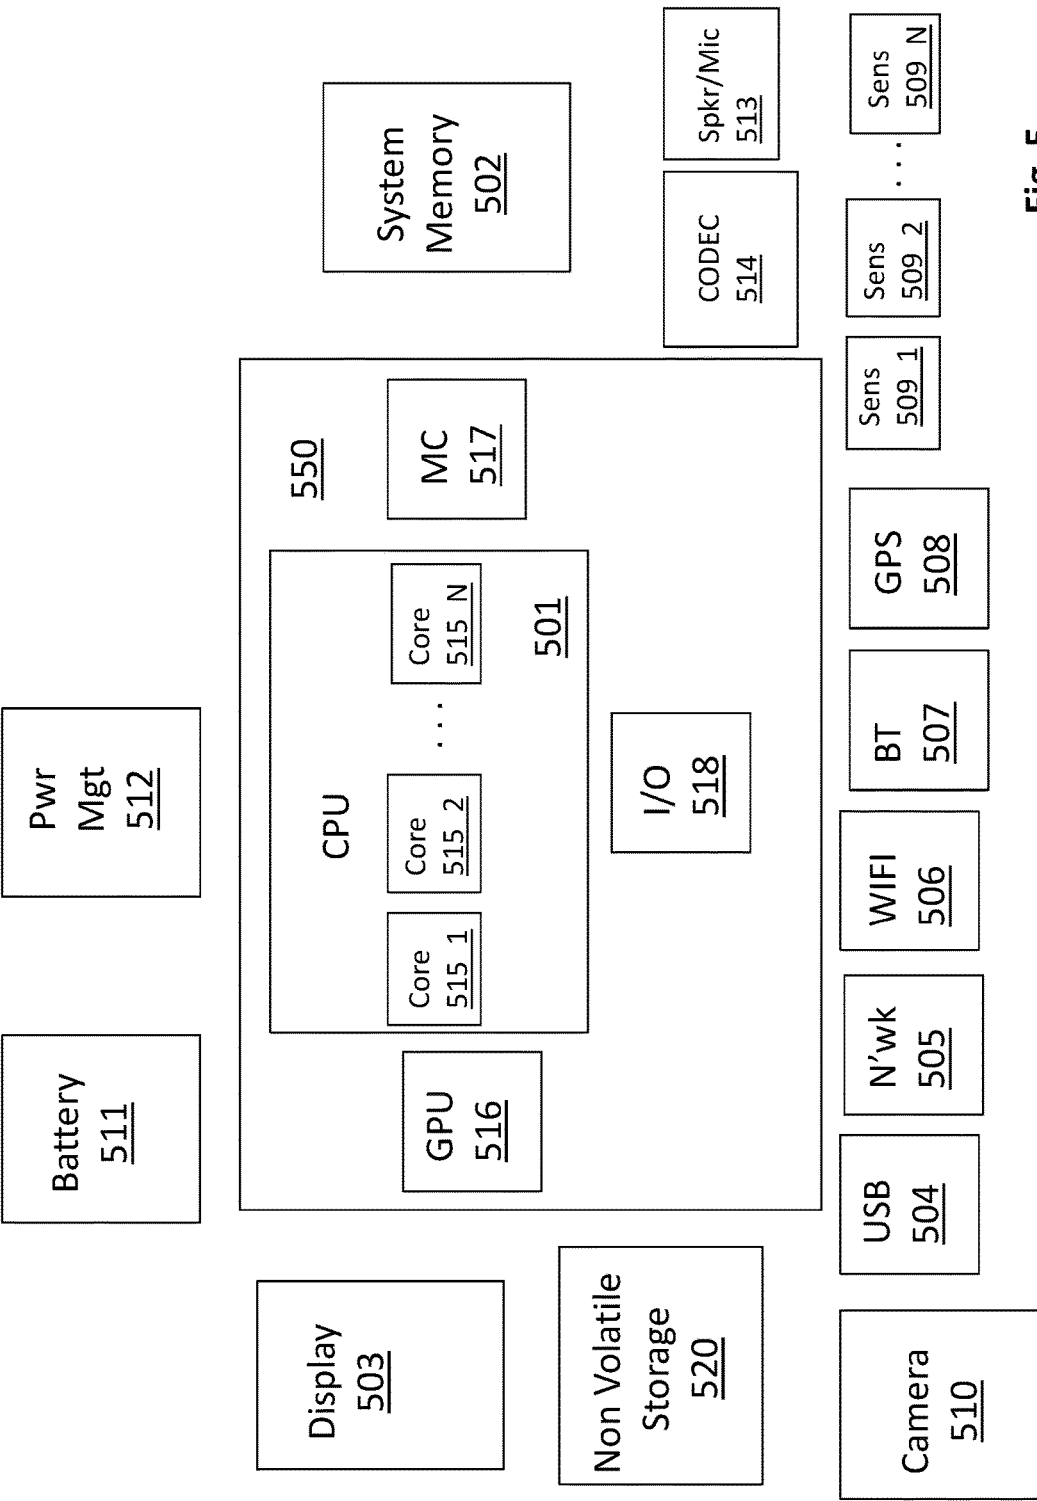 Battery
511
Pwr
Mgt
512
Display
503
Non Volatile
Storage
520
550
CPU
Core
515_1
Core
515_2
. . .
Core
515_N
501
GPU
516
MC
517
I/O
518
System
Memory
502
CODEC
514
Spkr/Mic
513
Camera
510
USB
504
N'wk
505
WIFI
506
BT
507
GPS
508
Sens
509_1
Sens
509_2
. . .
Sens
509_N